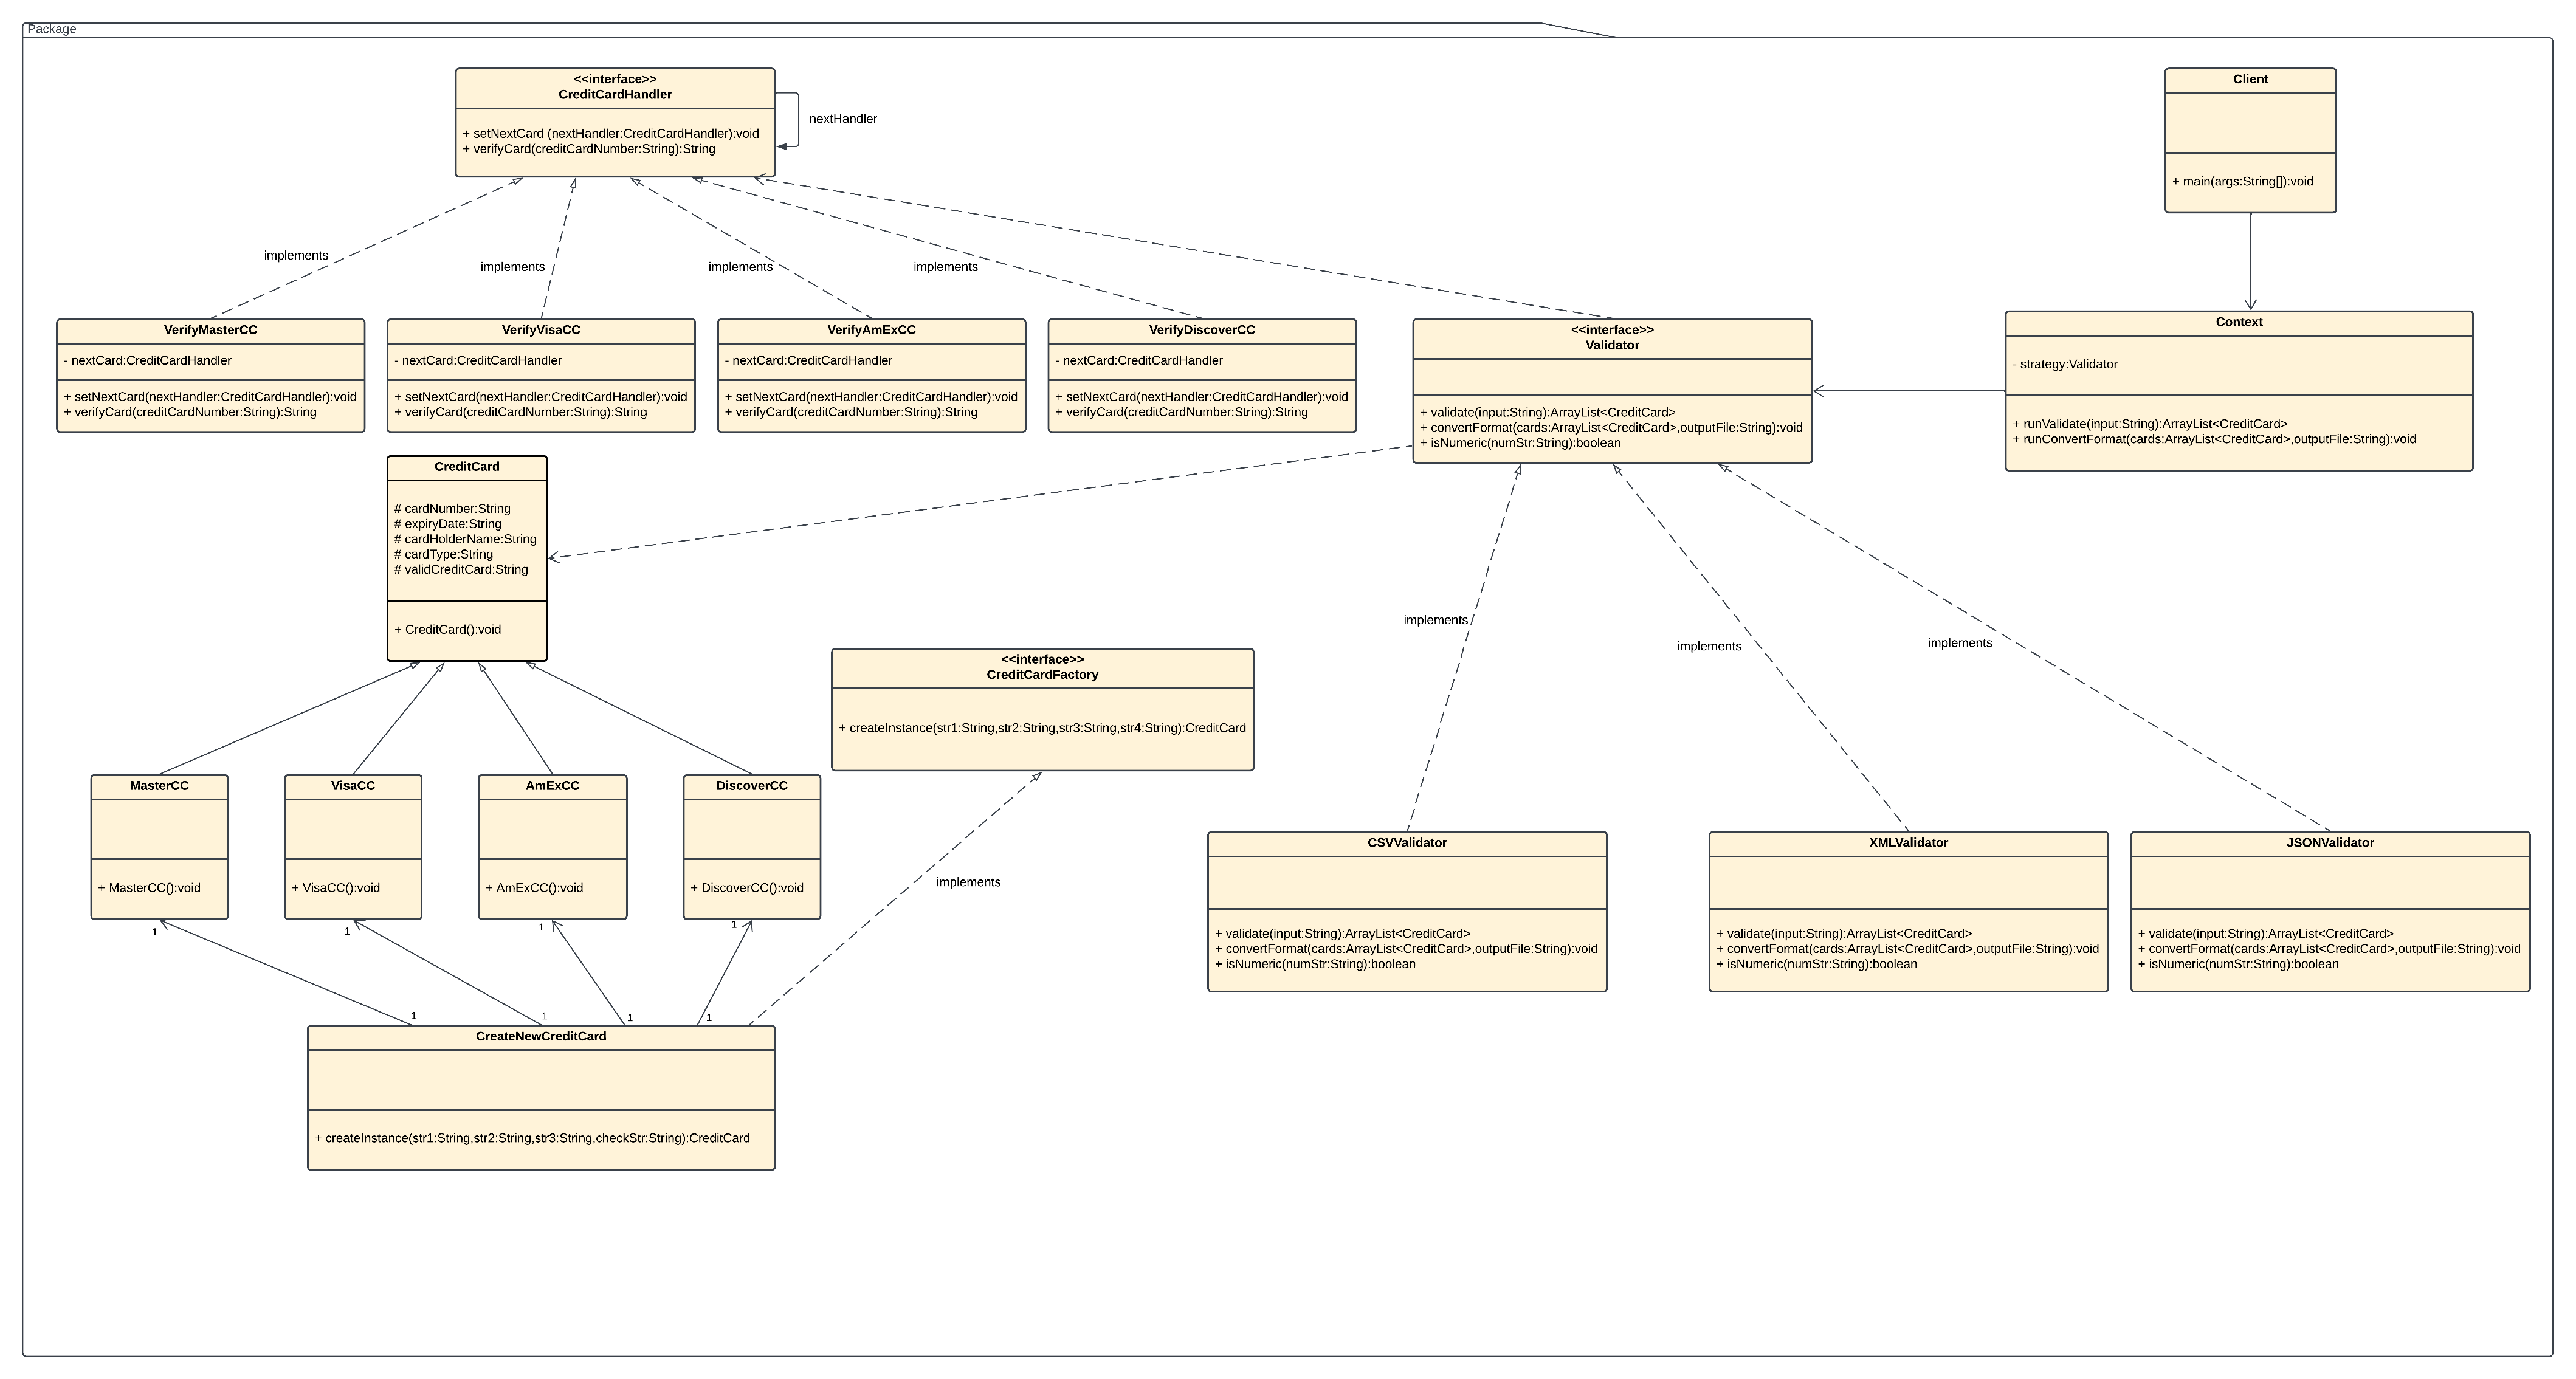 Package
<<interface>>
CreditCardHandler
+ setNextCard (nextHandler:CreditCardHandler):void
+ verifyCard(creditCardNumber:String):String
nextHandler
Client
+ main(args:String[]):void
implements
implements
implements
implements
VerifyMasterCC
- nextCard:CreditCardHandler
+ setNextCard(nextHandler:CreditCardHandler):void
+ verifyCard(creditCardNumber:String):String
VerifyVisaCC
- nextCard:CreditCardHandler
+ setNextCard(nextHandler:CreditCardHandler):void
+ verifyCard(creditCardNumber:String):String
VerifyAmExCC
- nextCard:CreditCardHandler
+ setNextCard(nextHandler:CreditCardHandler):void
+ verifyCard(creditCardNumber:String):String
VerifyDiscoverCC
- nextCard:CreditCardHandler
+ setNextCard(nextHandler:CreditCardHandler):void
+ verifyCard(creditCardNumber:String):String
<<interface>>
Validator
+ validate(input:String):ArrayList<CreditCard>
+ convertFormat(cards:ArrayList<CreditCard>,outputFile:String):void
+ isNumeric(numStr:String):boolean
Context
- strategy:Validator
+ runValidate(input:String):ArrayList<CreditCard>
+ runConvertFormat(cards:ArrayList<CreditCard>,outputFile:String):void
CreditCard
# cardNumber:String
# expiryDate:String
# cardHolderName:String
# cardType:String
# validCreditCard:String
+ CreditCard():void
implements
implements
implements
<<interface>>
CreditCardFactory
+ createInstance(str1:String,str2:String,str3:String,str4:String):CreditCard
MasterCC
+ MasterCC():void
VisaCC
+ VisaCC():void
AmExCC
+ AmExCC():void
DiscoverCC
+ DiscoverCC():void
implements
CSVValidator
+ validate(input:String):ArrayList<CreditCard>
+ convertFormat(cards:ArrayList<CreditCard>,outputFile:String):void
+ isNumeric(numStr:String):boolean
XMLValidator
+ validate(input:String):ArrayList<CreditCard>
+ convertFormat(cards:ArrayList<CreditCard>,outputFile:String):void
+ isNumeric(numStr:String):boolean
JSONValidator
+ validate(input:String):ArrayList<CreditCard>
+ convertFormat(cards:ArrayList<CreditCard>,outputFile:String):void
+ isNumeric(numStr:String):boolean
1
1
1
1
1
1
1
1
CreateNewCreditCard
+ createInstance(str1:String,str2:String,str3:String,checkStr:String):CreditCard